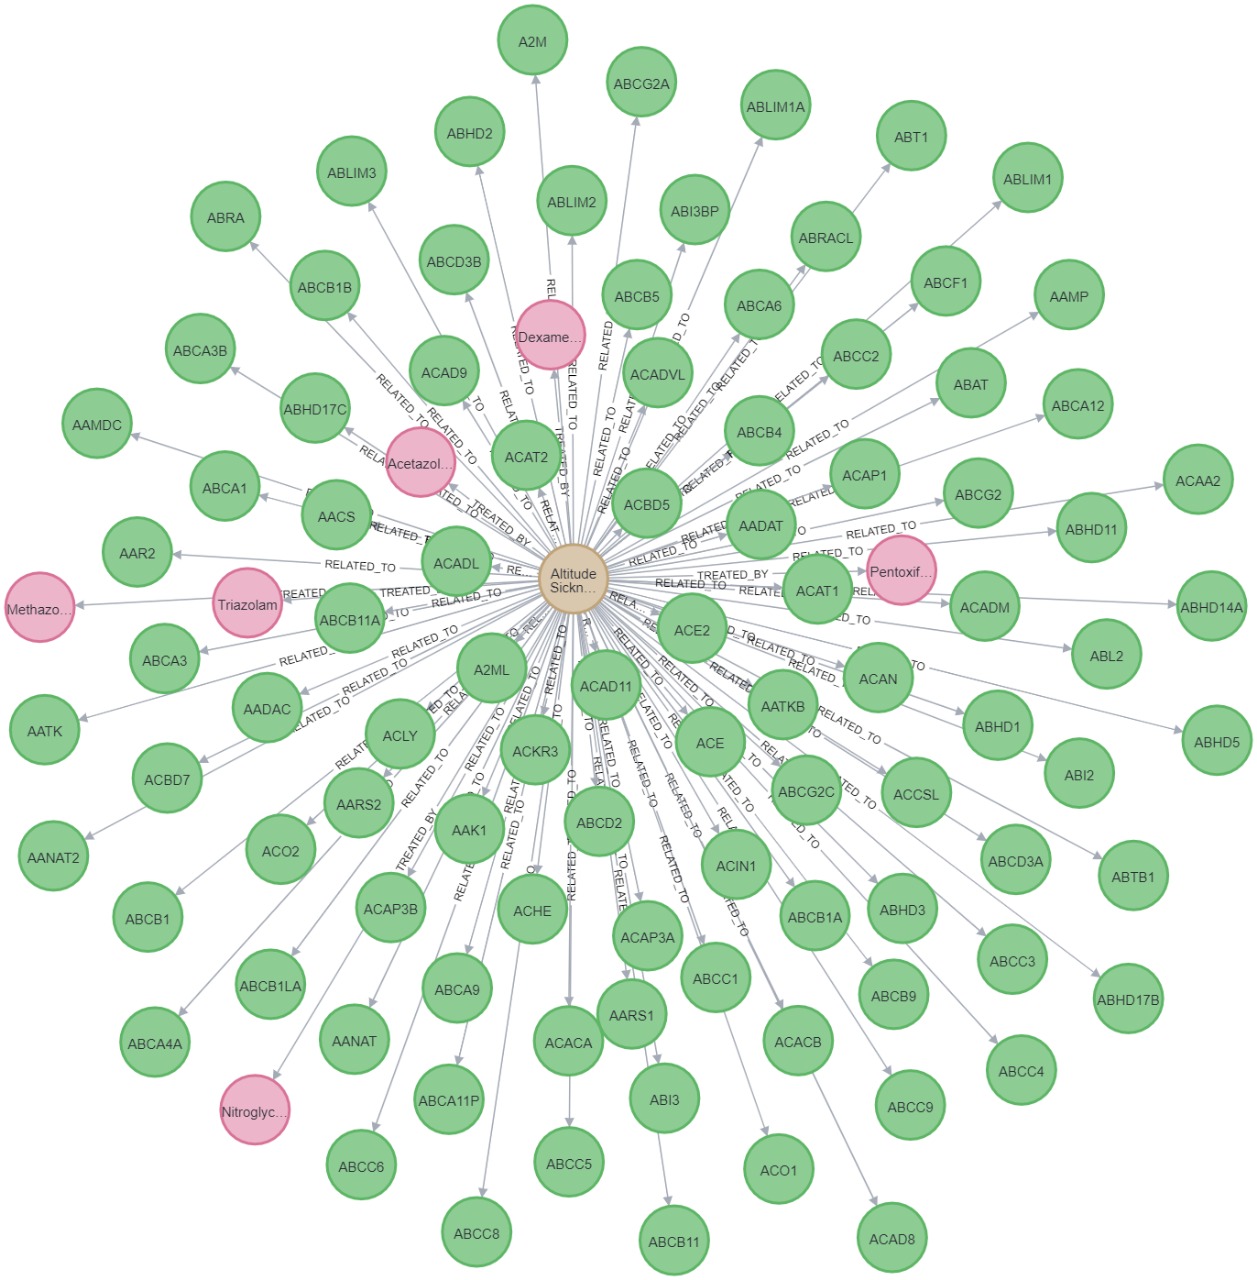 A2M
ABCG2A
ABLIM1A
ABHD2
ABT1
ABLIM3
ABLIM1
ABLIM2
ABI3BP
ABRA
ABRACL
ABCD3B
ABCB1B
ABCB5
ABCA6
ABCF1
AAMP
Dexame...
ABCA3B
ACAD9
ACADVL
ABCC2
ABAT
ABHD17C
ABCA12
AAMDC
ABCB4
Acetazol...
ACAT2
ACAP1
ABCA1
ACAA2
ABCG2
ACBD5
AACS
AADAT
ABHD11
AAR2
ACADL
Pentoxif...
Altitude
Sickn...
TREATED_BY
RELATED_TO
Methazo...
Triazolam
ACAT1
ACADM
ABHD14A
ABCB11A
ACE2
ABCA3
ABL2
A2ML
ACAD11
ACAN
AADAC
AATKB
AATK
ABHD1
ABHD5
ACLY
ACKR3
ACE
ACBD7
ABI2
ABCG2C
ACCSL
AARS2
AAK1
ABCD2
ACO2
AANAT2
ABCD3A
ACIN1
ABTB1
ABCB1
ACAP3B
ACHE
ABCB1A
ABHD3
ACAP3A
ABCC3
ABCB1LA
ABCA9
ABCC1
ABCB9
ABHD17B
AARS1
ABCA4A
AANAT
ACACA
ACACB
ABCC4
Nitroglyc...
ABCA11P
ABI3
ABCC9
ABCC6
ABCC5
ACO1
ABCC8
ABCB11
ACAD8